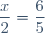 x/2 = 6/5